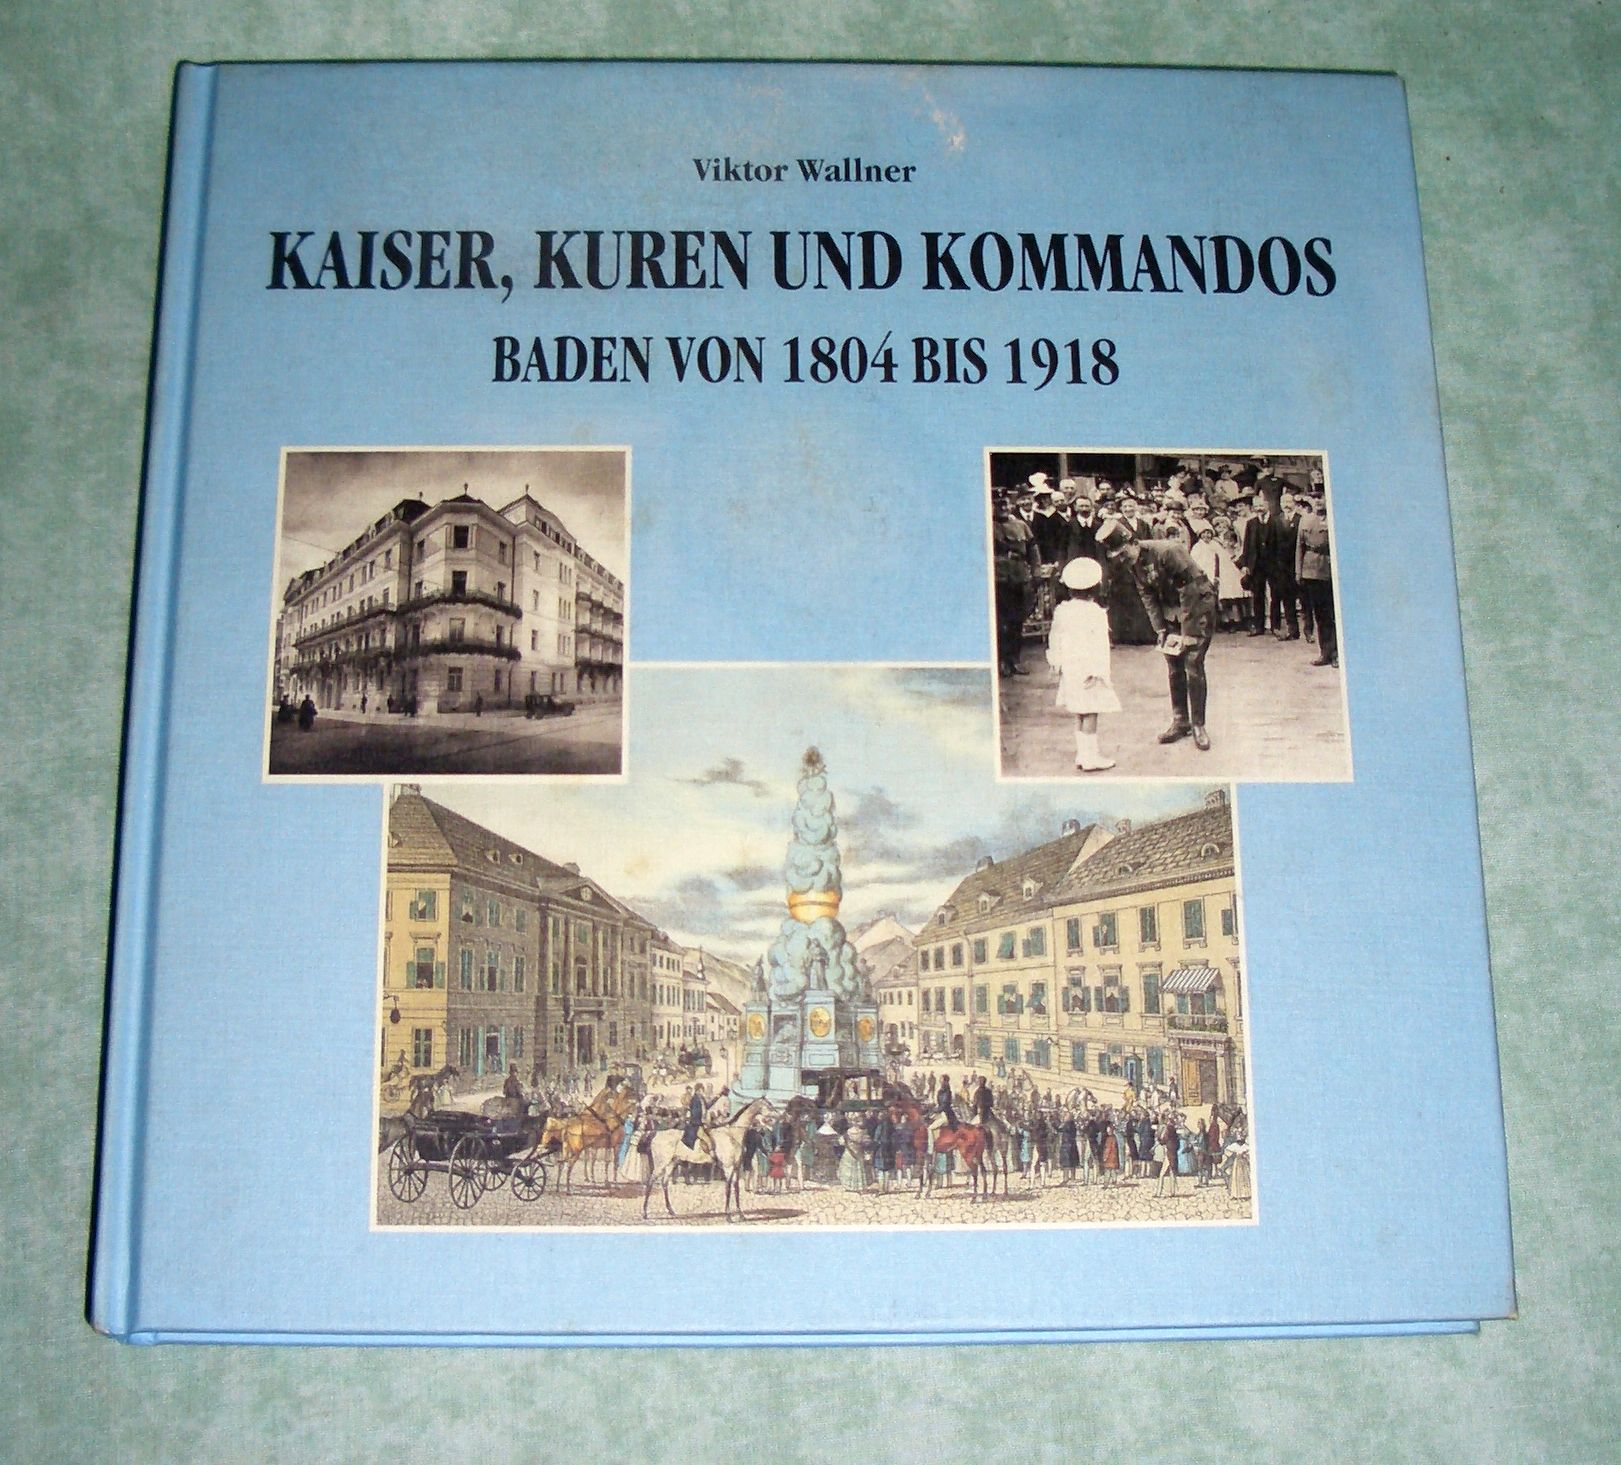 Viktor Wallner
KAISER, KUREN UND KOMMANDOS
BADEN VON 1804 BIS 1918